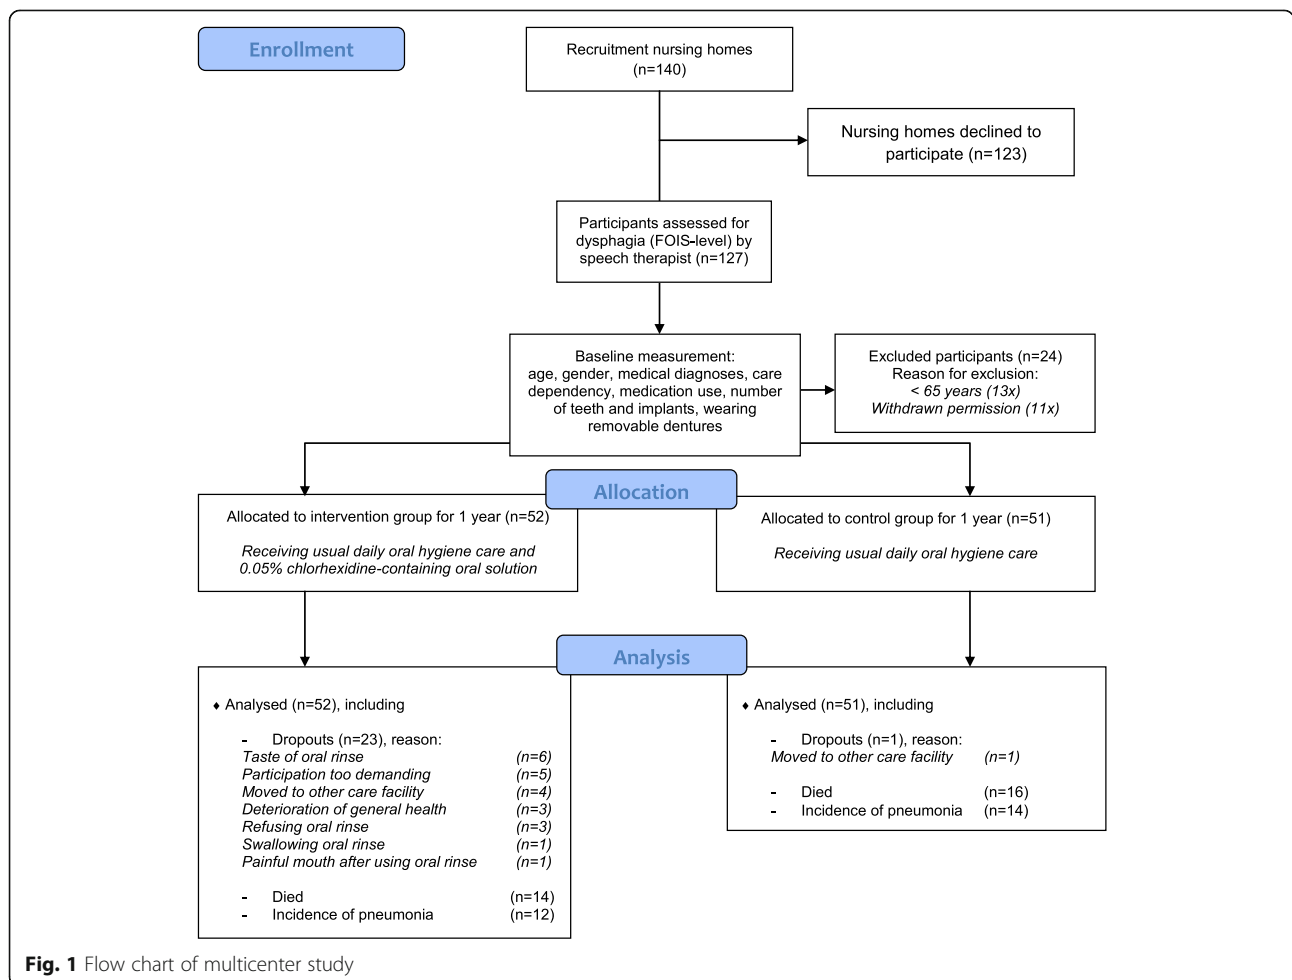 Enrollment
Recruitment nursing homes
(n=140)
Nursing homes declined to
participate (n=123)
Participants assessed for
dysphagia (FOIS-level) by
speech therapist (n=127)
Baseline measurement:
age, gender, medical diagnoses, care
dependency, medication use, number
of teeth and implants, wearing
removable dentures
Excluded participants (n=24)
Reason for exclusion:
< 65 years (13x)
Withdrawn permission (11x)
Allocation
Allocated to intervention group for 1 year (n=52)
Receiving usual daily oral hygiene care and
0.05% chlorhexidine-containing oral solution
Allocated to control group for 1 year (n=51)
Receiving usual daily oral hygiene care
Analysis
♦ Analysed (n=52), including
- Dropouts (n=23), reason:
Taste of oral rinse (n=6)
Participation too demanding (n=5)
Moved to other care facility (n=4)
Deterioration of general health (n=3)
Refusing oral rinse (n=3)
Swallowing oral rinse (n=1)
Painful mouth after using oral rinse (n=1)
- Died (n=14)
- Incidence of pneumonia (n=12)
♦ Analysed (n=51), including
- Dropouts (n=1), reason:
Moved to other care facility (n=1)
- Died (n=16)
- Incidence of pneumonia (n=14)
Fig. 1 Flow chart of multicenter study